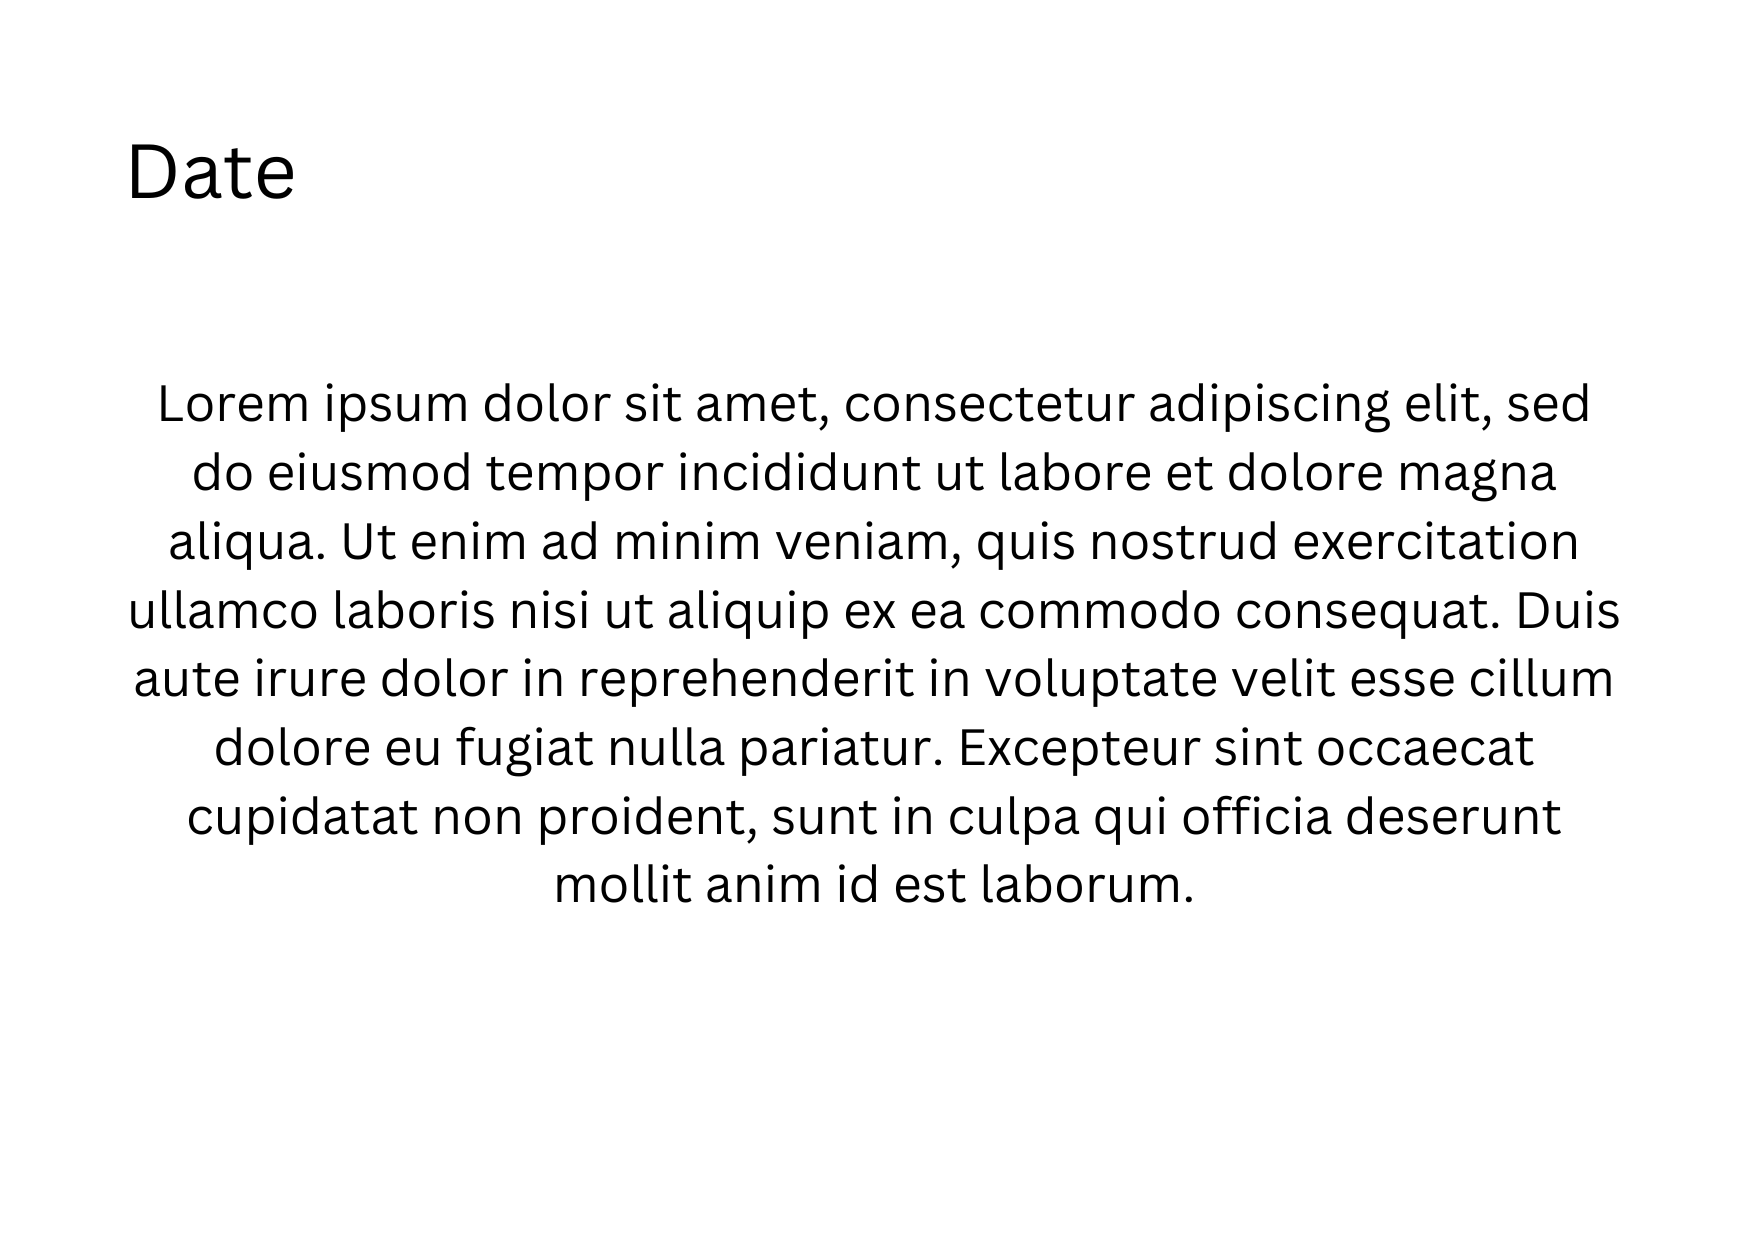 Date
Lorem ipsum dolor sit amet, consectetur adipiscing elit, sed
do eiusmod tempor incididunt ut labore et dolore magna
aliqua. Ut enim ad minim veniam, quis nostrud exercitation
ullamco laboris nisi ut aliquip ex ea commodo consequat. Duis
aute irure dolor in reprehenderit in voluptate velit esse cillum
dolore eu fugiat nulla pariatur. Excepteur sint occaecat
cupidatat non proident, sunt in culpa qui officia deserunt
mollit anim id est laborum.